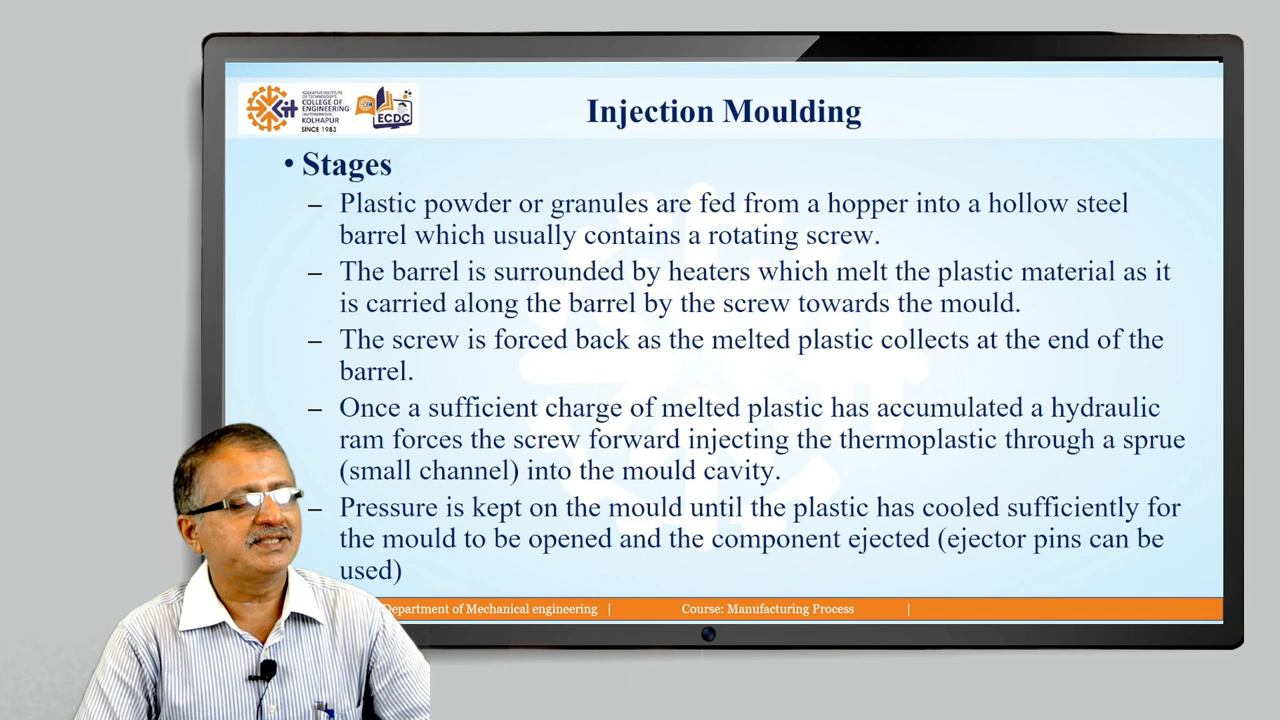 KOLHAPUR INSTITUTE
OF TECHNOLOGY'S
COLLEGE OF
ENGINEERING
(AUTONOMOUS),
KOLHAPUR
SINCE 1983
ECDC
Injection Moulding
• Stages
– Plastic powder or granules are fed from a hopper into a hollow steel
barrel which usually contains a rotating screw.
– The barrel is surrounded by heaters which melt the plastic material as it
is carried along the barrel by the screw towards the mould.
– The screw is forced back as the melted plastic collects at the end of the
barrel.
– Once a sufficient charge of melted plastic has accumulated a hydraulic
ram forces the screw forward injecting the thermoplastic through a sprue
(small channel) into the mould cavity.
– Pressure is kept on the mould until the plastic has cooled sufficiently for
the mould to be opened and the component ejected (ejector pins can be
used)
Department of Mechanical engineering | Course: Manufacturing Process |